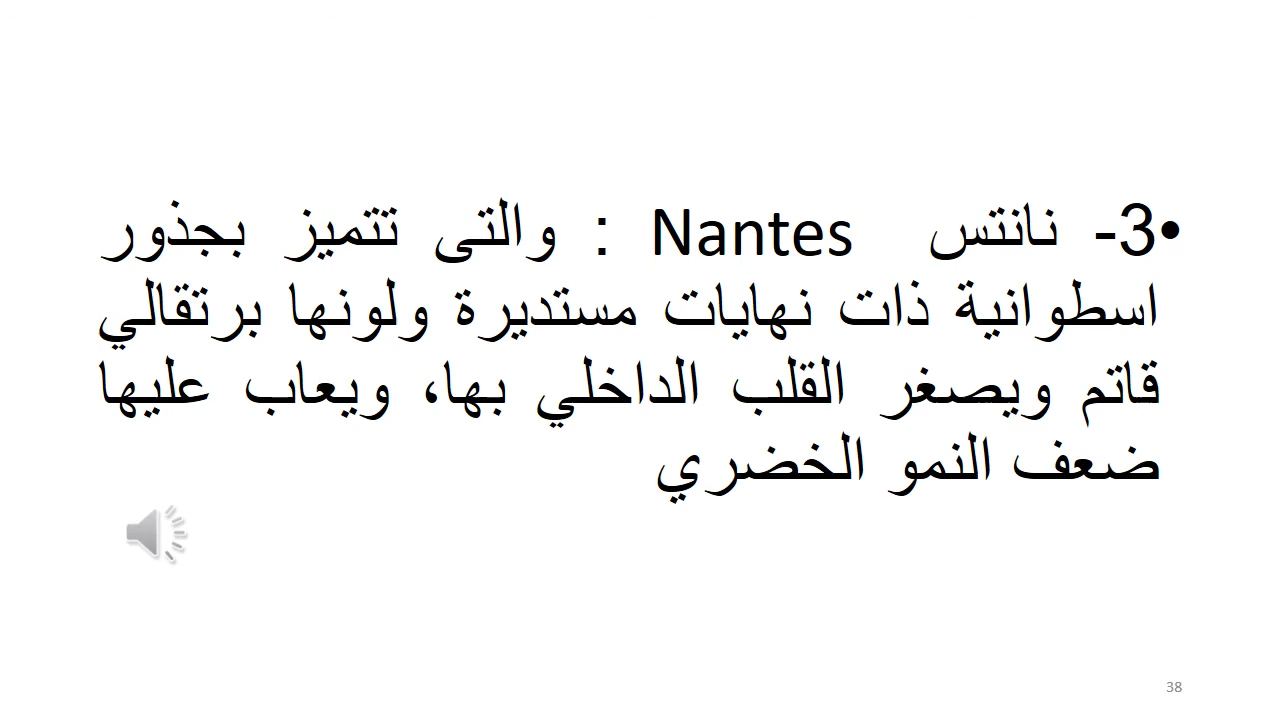 •3- نانتس Nantes : والتى تتميز بجذور
اسطوانية ذات نهايات مستديرة ولونها برتقالي
قاتم ويصغر القلب الداخلي بها، ويعاب عليها
ضعف النمو الخضري
38